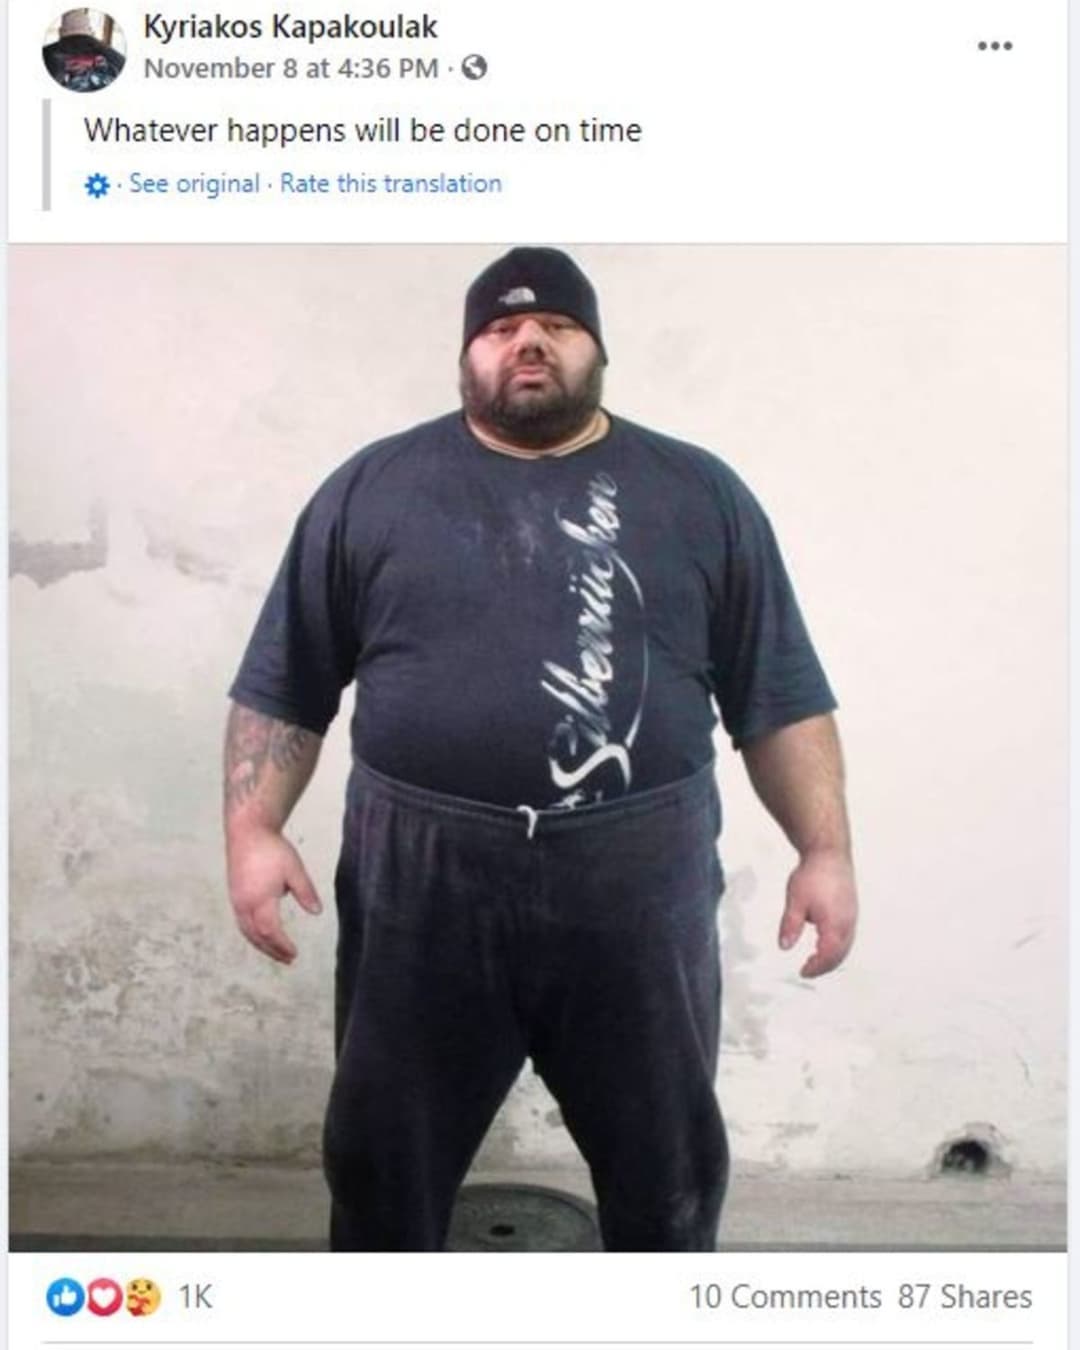 Kyriakos Kapakoulak
November 8 at 4:36 PM ·
Whatever happens will be done on time
· See original · Rate this translation
Silberrücken
1K
10 Comments 87 Shares